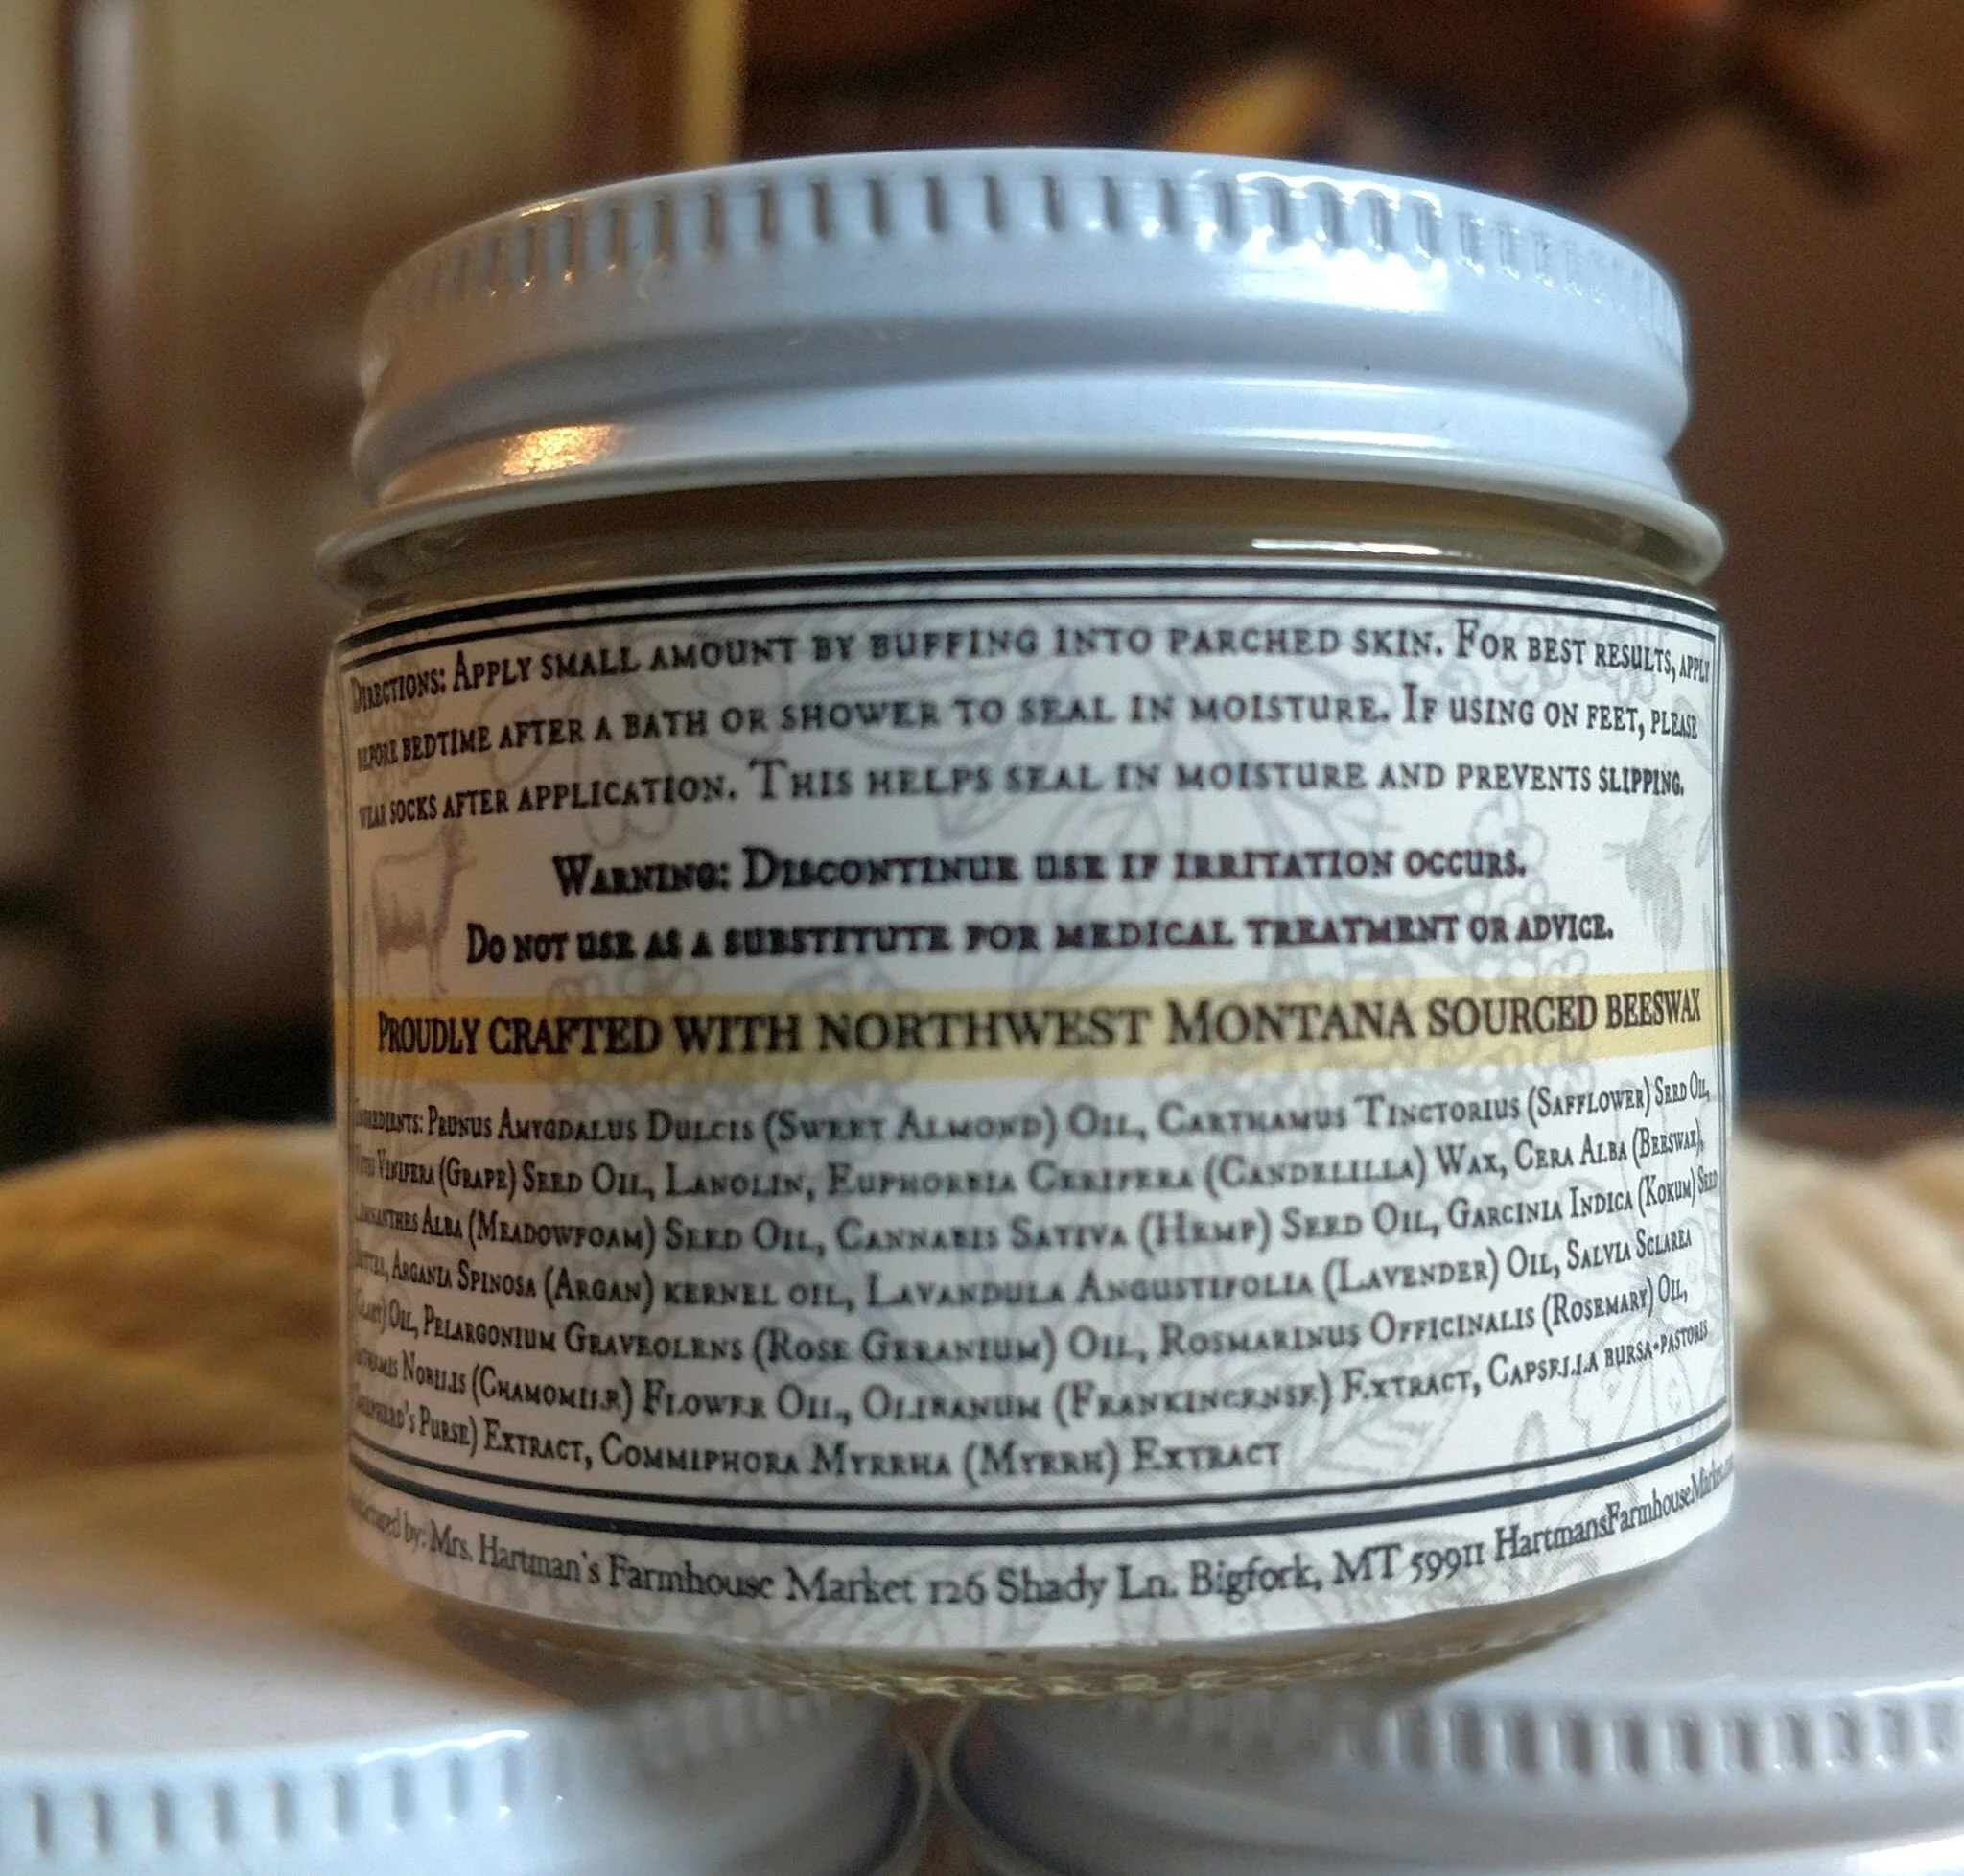 Directions: Apply small amount by buffing into parched skin. For best results, apply
before bedtime after a bath or shower to seal in moisture. If using on feet, please
wear socks after application. This helps seal in moisture and prevents slipping.
Warning: Discontinue use if irritation occurs.
Do not use as a substitute for medical treatment or advice.
Proudly crafted with northwest Montana sourced beeswax
Ingredients: Prunus Amygdalus Dulcis (Sweet Almond) Oil, Carthamus Tinctorius (Safflower) Seed Oil,
Vitis Vinifera (Grape) Seed Oil, Lanolin, Euphorbia Cerifera (Candelilla) Wax, Cera Alba (Beeswax),
Limnanthes Alba (Meadowfoam) Seed Oil, Cannabis Sativa (Hemp) Seed Oil, Garcinia Indica (Kokum) Seed
Butter, Argania Spinosa (Argan) kernel oil, Lavandula Angustifolia (Lavender) Oil, Salvia Sclarea
(Clary) Oil, Pelargonium Graveolens (Rose Geranium) Oil, Rosmarinus Officinalis (Rosemary) Oil,
Anthemis Nobilis (Chamomile) Flower Oil, Olibanum (Frankincense) Extract, Capsella bursa-pastoris
(Shepherd's Purse) Extract, Commiphora Myrrha (Myrrh) Extract
by: Mrs. Hartman's Farmhouse Market 126 Shady Ln. Bigfork, MT 59911